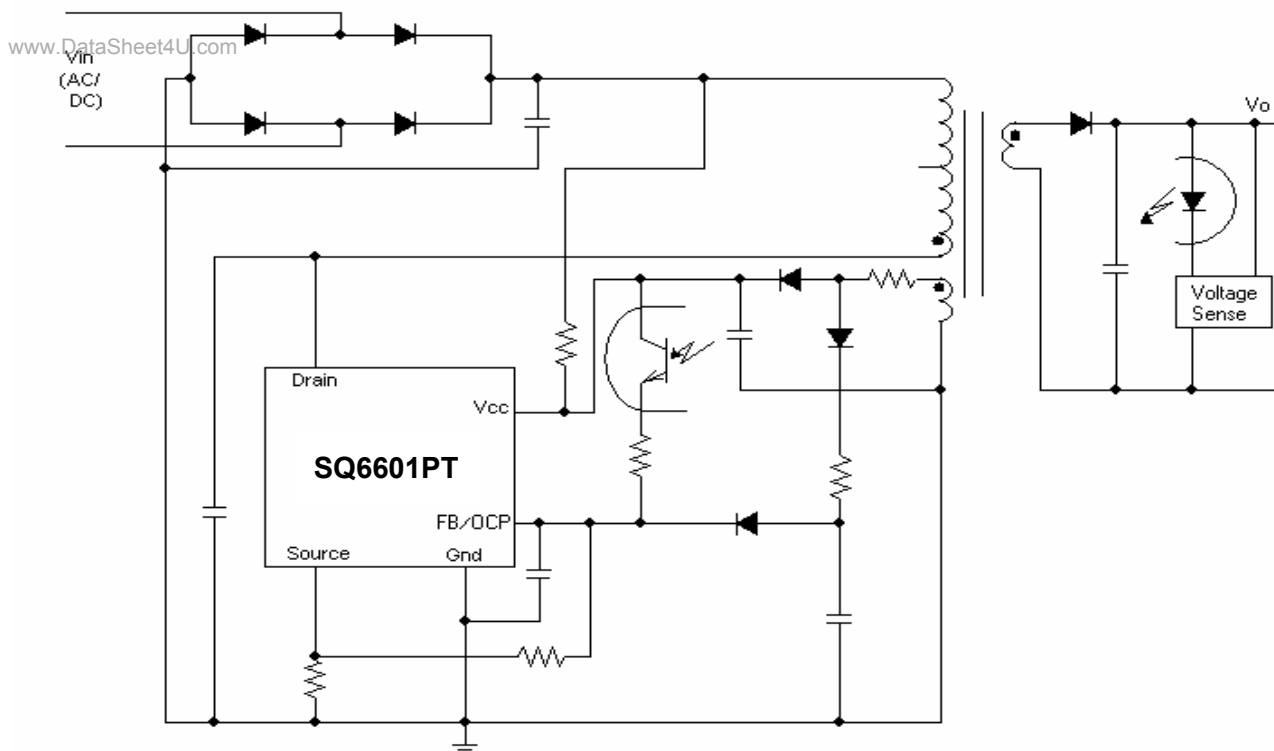 www.DataSheet4U.com
Vin
(AC/
DC)
Vo
Voltage
Sense
Drain
Vcc
SQ6601PT
FB/OCP
Source
Gnd